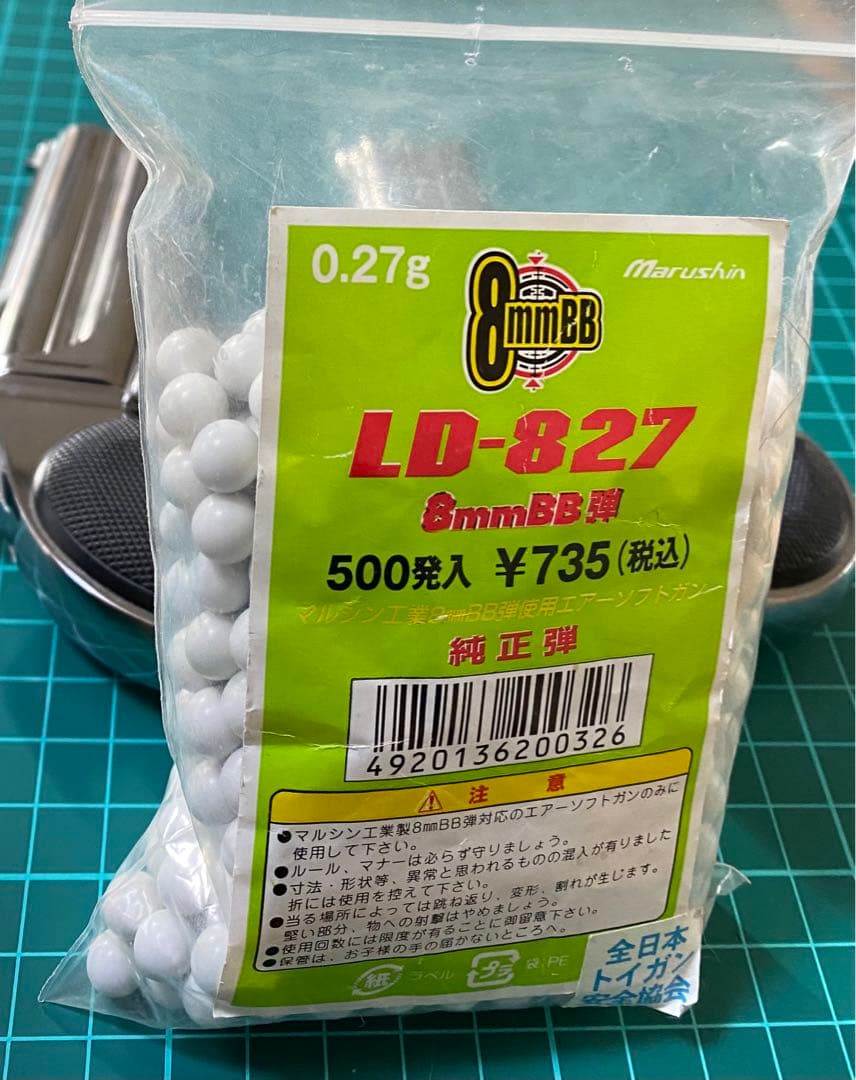 0.27g
8mmBB
Marushin
LD-827
8mmBB弾
500発入 ¥735(税込)
マルシン工業8mmBB弾使用エアーソフトガン
純正弾
4920136200326
注意
●マルシン工業製8mmBB弾対応のエアーソフトガンのみに
使用して下さい。
●ルール、マナーは必らず守りましょう。
●寸法・形状等、異常と思われるものの混入が有りました
折には使用を控えて下さい。
●当る場所によっては跳ね返り、変形、割れが生じます。
堅い部分、物への射撃はやめましょう。
●使用回数には限度が有ることに御留意下さい。
●保管は、お子様の手の届かないところへ。
紙 ラベル プラ 袋:PE
全日本
トイガン
安全協会